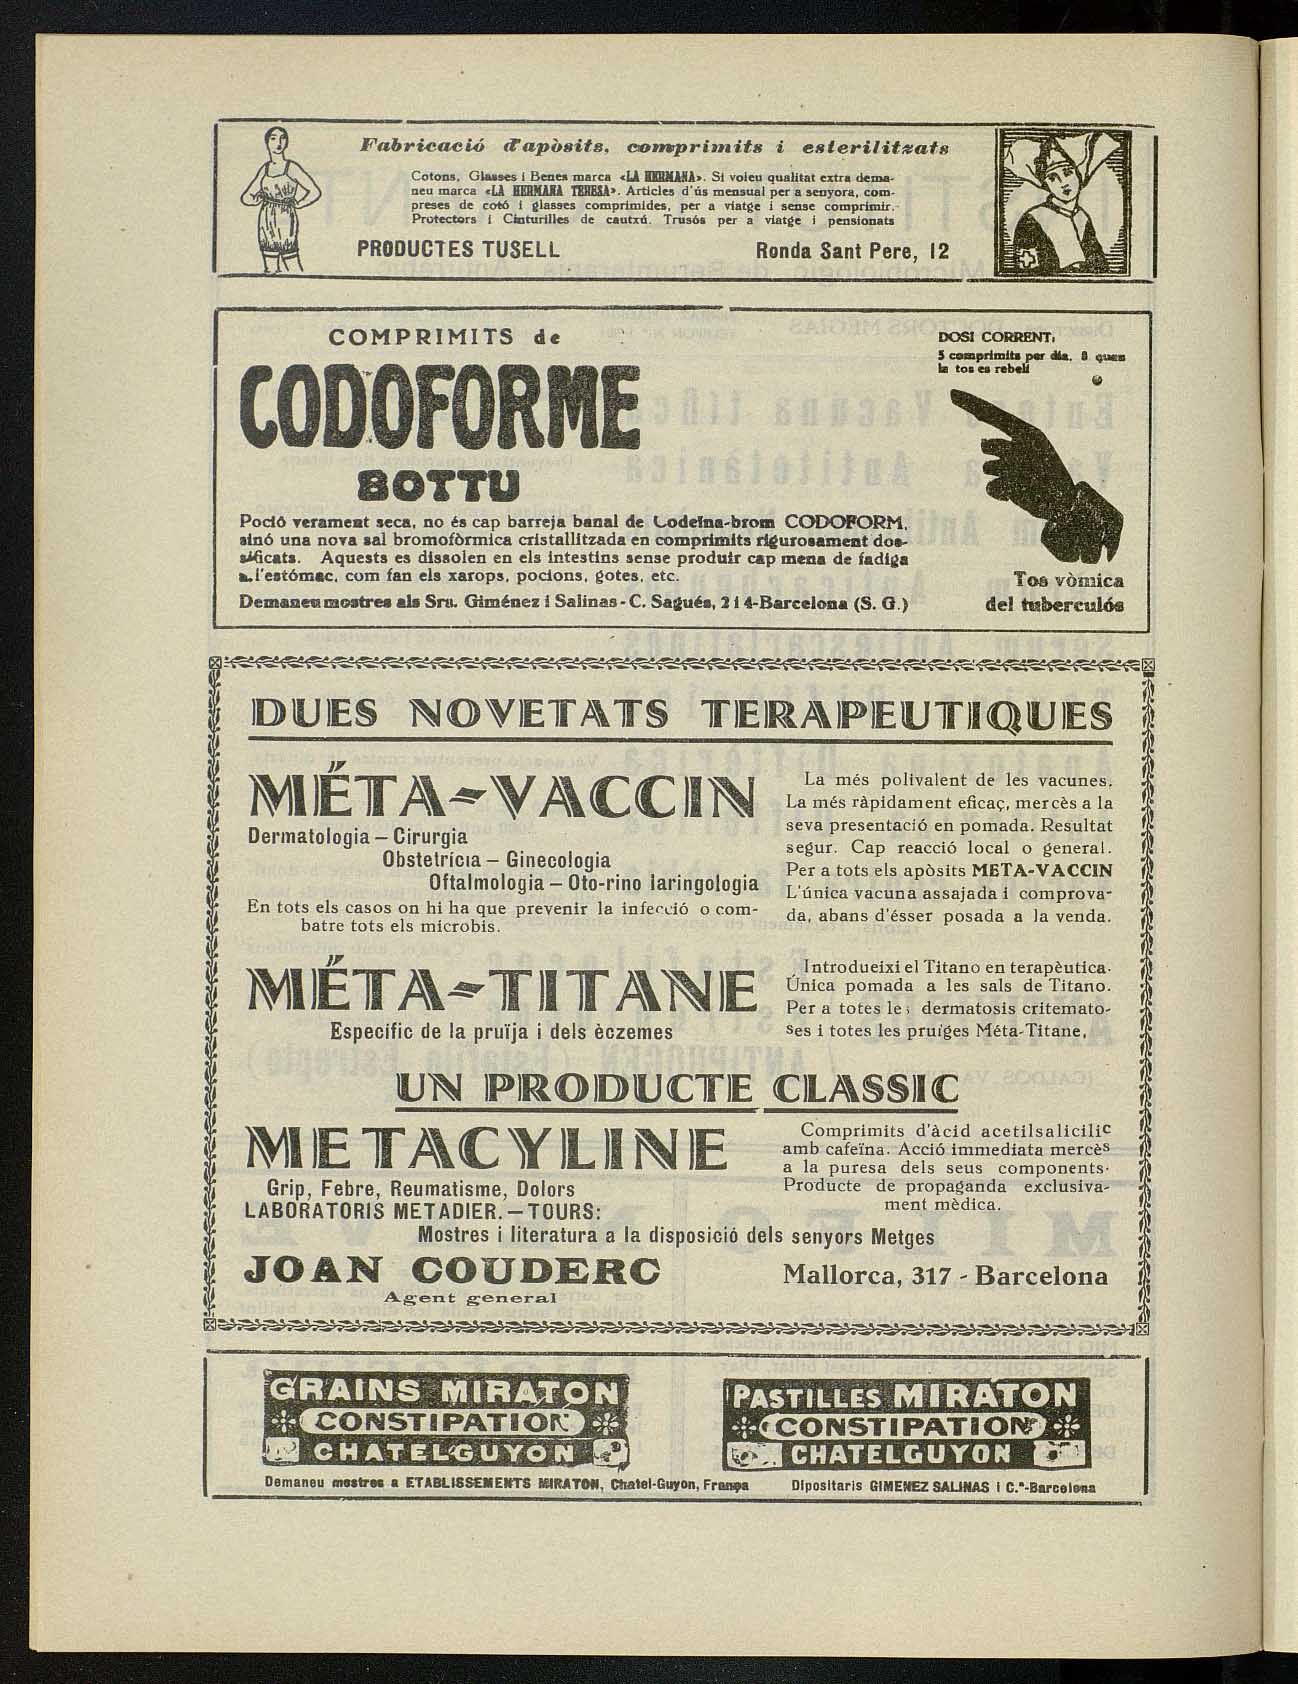 Fabricació d'apòsits, comprimits i esterilitzats
Cotons, Glasses i Benes marca «LA HERMANA». Si voleu qualitat extra dema-
neu marca «LA HERMANA TERESA». Articles d'ús mensual per a senyora, com-
preses de cotó i glasses comprimides, per a viatge i sense comprimir.
Protectors i Cinturilles de cautxú. Trusós per a viatge i pensionats
PRODUCTES TUSELL Ronda Sant Pere, 12
COMPRIMITS de
CODOFORME
BOTTU
DOSI CORRENT:
5 comprimits per dia, 8 quan
la tos es rebell
Poció verament seca, no és cap barreja banal de Codeïna-brom CODOFORM,
sinó una nova sal bromofòrmica cristallitzada en comprimits rigurosament dos-
sificats. Aquests es dissolen en els intestins sense produir cap mena de fadiga
a l'estómac, com fan els xarops, pocions, gotes, etc.
Demaneu mostres als Srs. Giménez i Salinas - C. Sagués, 2 i 4-Barcelona (S. G.)
Tos vòmica
del tuberculós
DUES NOVETATS TERAPEUTIQUES
MÉTA-VACCIN
Dermatologia – Cirurgia
Obstetrícia – Ginecologia
Oftalmologia – Oto-rino laringologia
En tots els casos on hi ha que prevenir la infecció o com-
batre tots els microbis.
La més polivalent de les vacunes.
La més ràpidament eficaç, mercès a la
seva presentació en pomada. Resultat
segur. Cap reacció local o general.
Per a tots els apòsits META-VACCIN
L'única vacuna assajada i comprova-
da, abans d'ésser posada a la venda.
MÉTA-TITANE
Específic de la pruïja i dels èczemes
Introdueixi el Titano en terapèutica.
Única pomada a les sals de Titano.
Per a totes les dermatosis critemato-
ses i totes les pruïges Méta-Titane.
UN PRODUCTE CLASSIC
METACYLINE
Grip, Febre, Reumatisme, Dolors
LABORATORIS METADIER. – TOURS:
Comprimits d'àcid acetilsalicilic
amb cafeïna. Acció immediata mercès
a la puresa dels seus components.
Producte de propaganda exclusiva-
ment mèdica.
Mostres i literatura a la disposició dels senyors Metges
JOAN COUDERC Mallorca, 317 - Barcelona
Agent general
GRAINS MIRATON
CONSTIPATION
CHATELGUYON
Demaneu mostres a ETABLISSEMENTS MIRATON, Chatel-Guyon, França
PASTILLES MIRATON
CONSTIPATION
CHATELGUYON
Dipositaris GIMENEZ SALINAS i C.ª-Barcelona